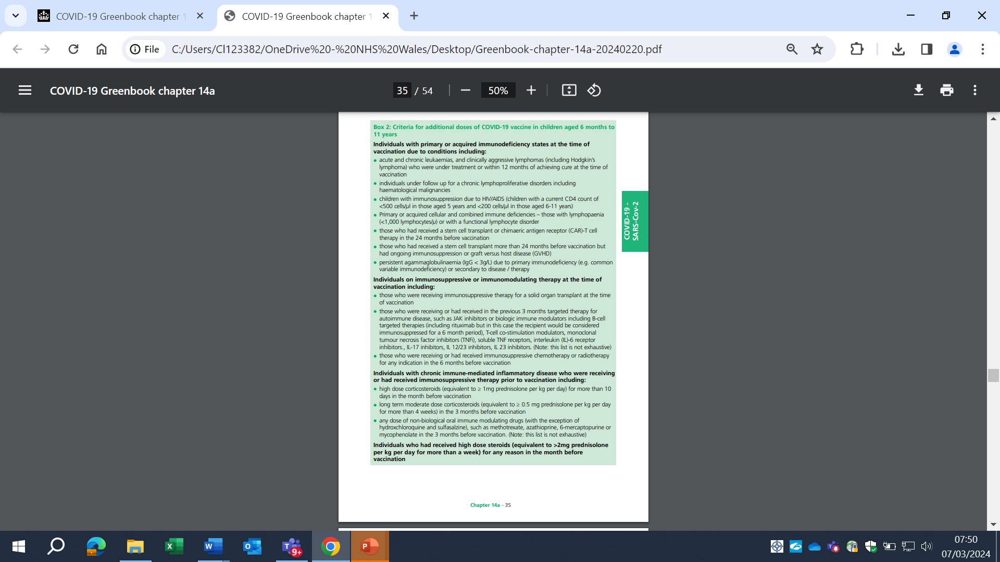 COVID-19 Greenbook chapter 1
COVID-19 Greenbook chapter 1
File
C:/Users/Cl123382/OneDrive%20-%20NHS%20Wales/Desktop/Greenbook-chapter-14a-20240220.pdf
COVID-19 Greenbook chapter 14a
35 / 54
50%
Box 2: Criteria for additional doses of COVID-19 vaccine in children aged 6 months to
11 years
Individuals with primary or acquired immunodeficiency states at the time of
vaccination due to conditions including:
• acute and chronic leukaemias, and clinically aggressive lymphomas (including Hodgkin's
lymphoma) who were under treatment or within 12 months of achieving cure at the time of
vaccination
• individuals under follow up for a chronic lymphoproliferative disorders including
haematological malignancies
• children with immunosuppression due to HIV/AIDS (children with a current CD4 count of
<500 cells/µl in those aged 5 years and <200 cells/µl in those aged 6-11 years)
• Primary or acquired cellular and combined immune deficiencies – those with lymphopaenia
(<1,000 lymphocytes/µ) or with a functional lymphocyte disorder
• those who had received a stem cell transplant or chimaeric antigen receptor (CAR)-T cell
therapy in the 24 months before vaccination
• those who had received a stem cell transplant more than 24 months before vaccination but
had ongoing immunosuppression or graft versus host disease (GVHD)
• persistent agammaglobulinaemia (IgG < 3g/L) due to primary immunodeficiency (e.g. common
variable immunodeficiency) or secondary to disease / therapy
Individuals on immunosuppressive or immunomodulating therapy at the time of
vaccination including:
• those who were receiving immunosuppressive therapy for a solid organ transplant at the time
of vaccination
• those who were receiving or had received in the previous 3 months targeted therapy for
autoimmune disease, such as JAK inhibitors or biologic immune modulators including B-cell
targeted therapies (including rituximab but in this case the recipient would be considered
immunosuppressed for a 6 month period), T-cell co-stimulation modulators, monoclonal
tumour necrosis factor inhibitors (TNFi), soluble TNF receptors, interleukin (IL)-6 receptor
inhibitors., IL-17 inhibitors, IL 12/23 inhibitors, IL 23 inhibitors. (Note: this list is not exhaustive)
• those who were receiving or had received immunosuppressive chemotherapy or radiotherapy
for any indication in the 6 months before vaccination
Individuals with chronic immune-mediated inflammatory disease who were receiving
or had received immunosuppressive therapy prior to vaccination including:
• high dose corticosteroids (equivalent to ≥ 1mg prednisolone per kg per day) for more than 10
days in the month before vaccination
• long term moderate dose corticosteroids (equivalent to ≥ 0.5 mg prednisolone per kg per day
for more than 4 weeks) in the 3 months before vaccination
• any dose of non-biological oral immune modulating drugs (with the exception of
hydroxchloroquine and sulfasalzine), such as methotrexate, azathioprine, 6-mercaptopurine or
mycophenolate in the 3 months before vaccination. (Note: this list is not exhaustive)
Individuals who had received high dose steroids (equivalent to >2mg prednisolone
per kg per day for more than a week) for any reason in the month before
vaccination
COVID-19 -
SARS-Cov-2
Chapter 14a - 35
9+
07:50
07/03/2024